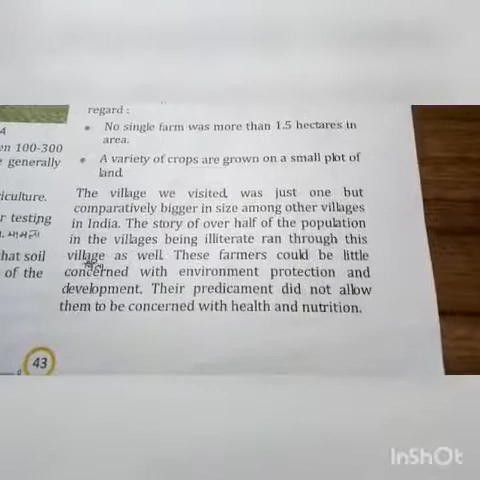 regard :
• No single farm was more than 1.5 hectares in
area.
• A variety of crops are grown on a small plot of
land.
The village we visited was just one but
comparatively bigger in size among other villages
in India. The story of over half of the population
in the villages being illiterate ran through this
village as well. These farmers could be little
concerned with environment protection and
development. Their predicament did not allow
them to be concerned with health and nutrition.
en 100-300
generally
iculture.
r testing
hat soil
of the
43
InShOt